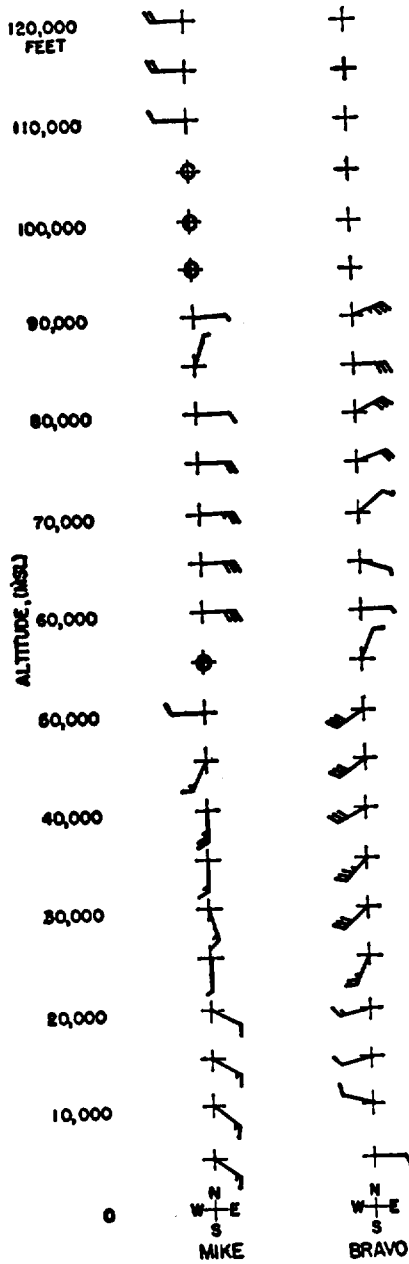 120,000
FEET
110,000
100,000
90,000
80,000
70,000
ALTITUDE, (MSL)
60,000
50,000
40,000
30,000
20,000
10,000
0
N
W E
S
MIKE
N
W E
S
BRAVO